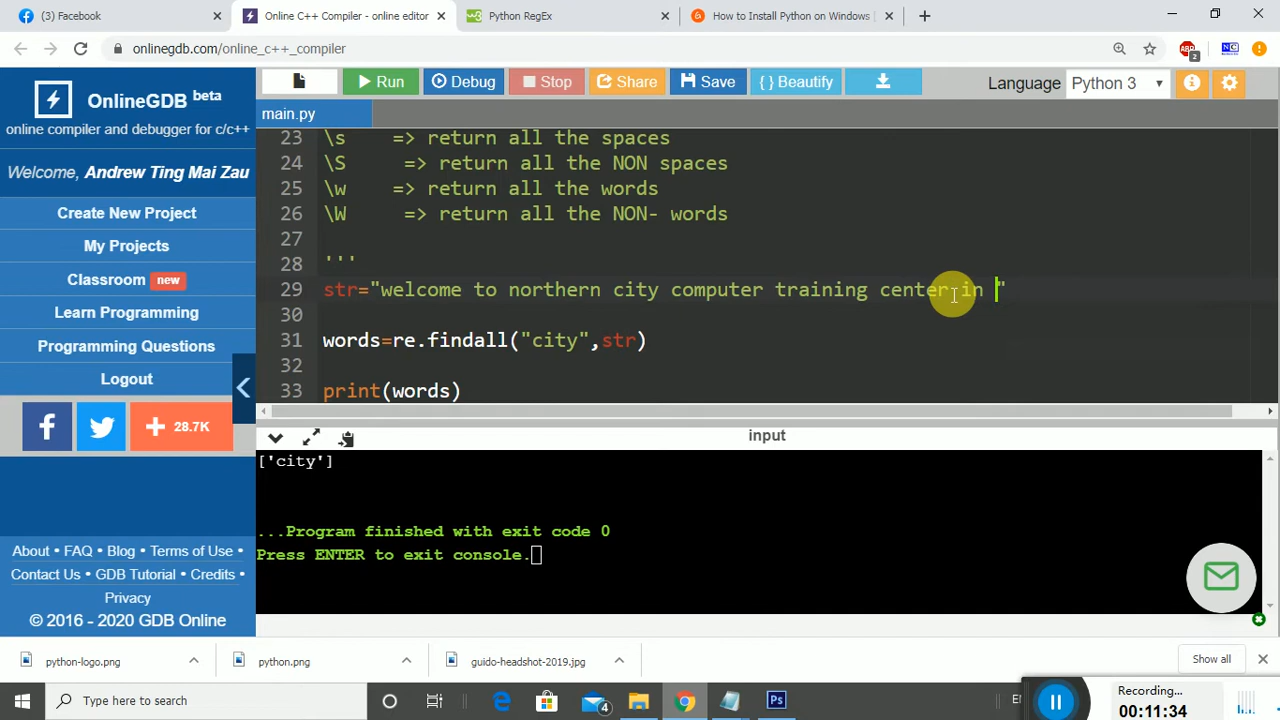 (3) Facebook
Online C++ Compiler - online editor
Python RegEx
How to Install Python on Windows
onlinegdb.com/online_c++_compiler
OnlineGDB beta
online compiler and debugger for c/c++
Welcome, Andrew Ting Mai Zau
Create New Project
My Projects
Classroom new
Learn Programming
Programming Questions
Logout
28.7K
About • FAQ • Blog • Terms of Use •
Contact Us • GDB Tutorial • Credits •
Privacy
© 2016 - 2020 GDB Online
Run
Debug
Stop
Share
Save
{ } Beautify
Language Python 3
main.py
23 \s => return all the spaces
24 \S => return all the NON spaces
25 \w => return all the words
26 \W => return all the NON- words
27
28 '''
29 str="welcome to northern city computer training center in "
30
31 words=re.findall("city",str)
32
33 print(words)
input
['city']
...Program finished with exit code 0
Press ENTER to exit console.
python-logo.png
python.png
guido-headshot-2019.jpg
Show all
Type here to search
4
Ps
Recording...
00:11:34